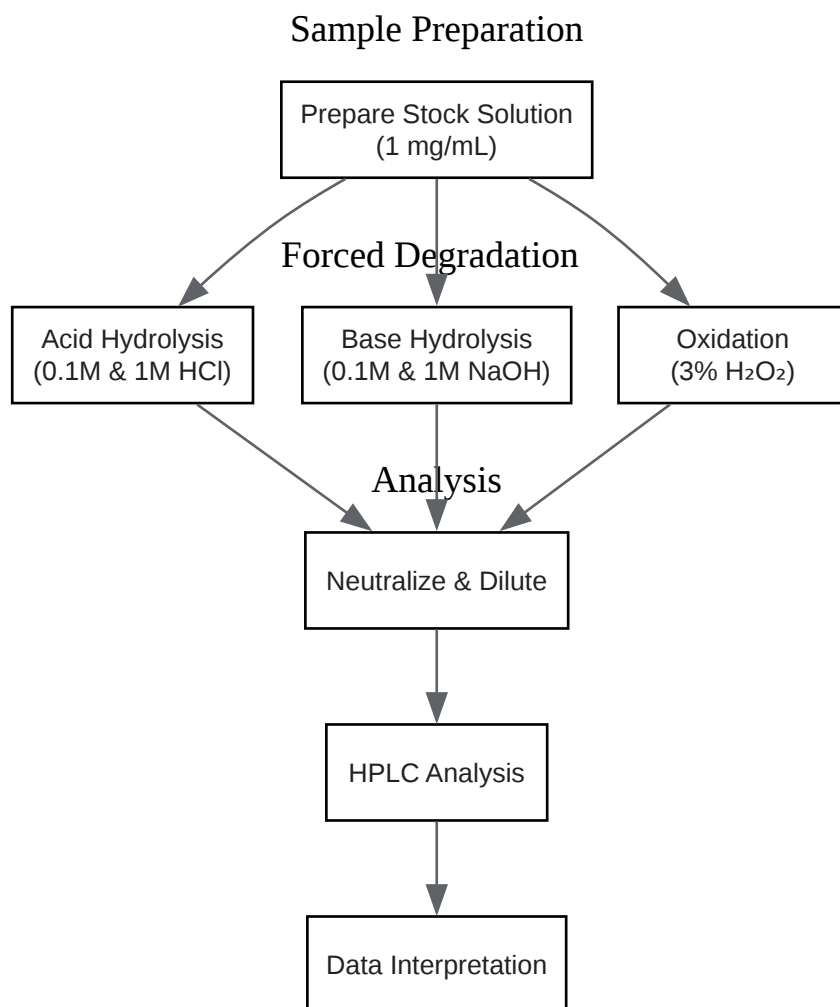 Sample Preparation
Prepare Stock Solution
(1 mg/mL)
Forced Degradation
Acid Hydrolysis
(0.1M & 1M HCl)
Base Hydrolysis
(0.1M & 1M NaOH)
Oxidation
(3% H₂O₂)
Analysis
Neutralize & Dilute
HPLC Analysis
Data Interpretation